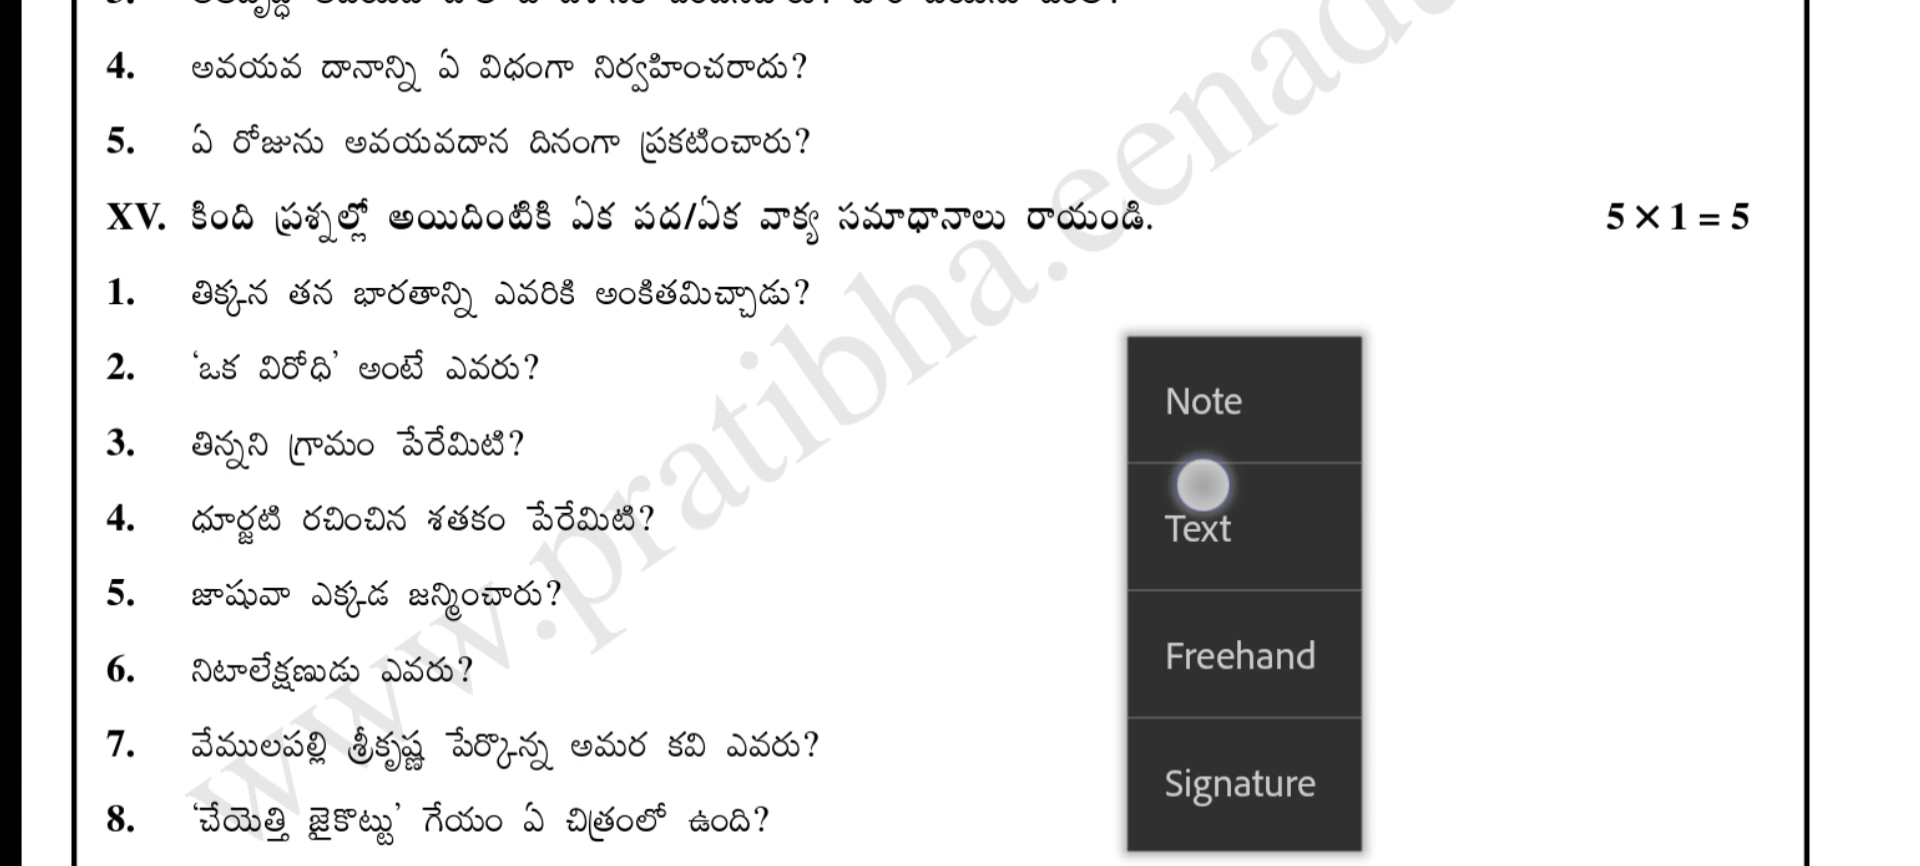 4. అవయవ దానాన్ని ఏ విధంగా నిర్వహించరాదు?
5. ఏ రోజును అవయవదాన దినంగా ప్రకటించారు?
XV. కింది ప్రశ్నల్లో అయిదింటికి ఏక పద/ఏక వాక్య సమాధానాలు రాయండి. 5 × 1 = 5
1. తిక్కన తన భారతాన్ని ఎవరికి అంకితమిచ్చాడు?
2. ‘ఒక విరోధి’ అంటే ఎవరు?
3. తిన్నని గ్రామం పేరేమిటి?
4. ధూర్జటి రచించిన శతకం పేరేమిటి?
5. జాషువా ఎక్కడ జన్మించారు?
6. నిటాలేక్షణుడు ఎవరు?
7. వేములపల్లి శ్రీకృష్ణ పేర్కొన్న అమర కవి ఎవరు?
8. ‘చేయెత్తి జైకొట్టు’ గేయం ఏ చిత్రంలో ఉంది?
Note
Text
Freehand
Signature
www.pratibha.eenadu